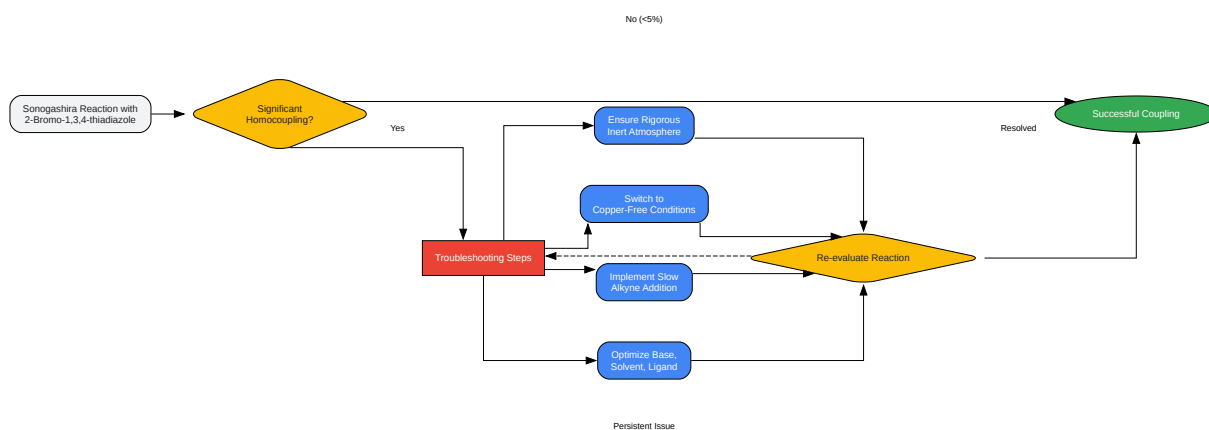 No (<5%)
Sonogashira Reaction with
2-Bromo-1,3,4-thiadiazole
Significant
Homocoupling?
Yes
Ensure Rigorous
Inert Atmosphere
Resolved
Successful Coupling
Switch to
Copper-Free Conditions
Troubleshooting Steps
Re-evaluate Reaction
Implement Slow
Alkyne Addition
Optimize Base,
Solvent, Ligand
Persistent Issue